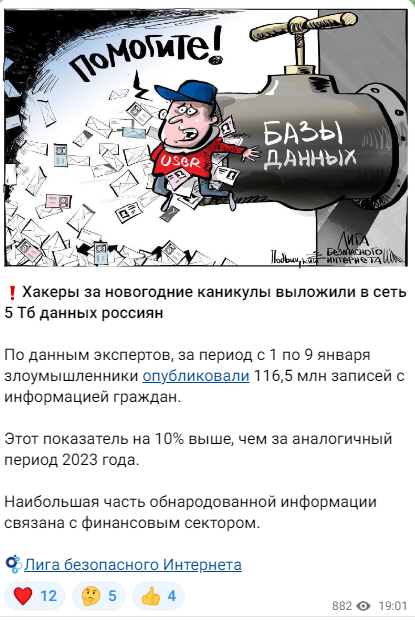 ПОМОГИТЕ!
БАЗЫ
ДАННЫХ
USER
ЛИГА
БЕЗОПАСНОГО
ИНТЕРНЕТА
Подвицкий
❗ Хакеры за новогодние каникулы выложили в сеть
5 Тб данных россиян
По данным экспертов, за период с 1 по 9 января
злоумышленники опубликовали 116,5 млн записей с
информацией граждан.
Этот показатель на 10% выше, чем за аналогичный
период 2023 года.
Наибольшая часть обнародованной информации
связана с финансовым сектором.
Лига безопасного Интернета
❤ 12 🤔 5 👍 4
882 19:01